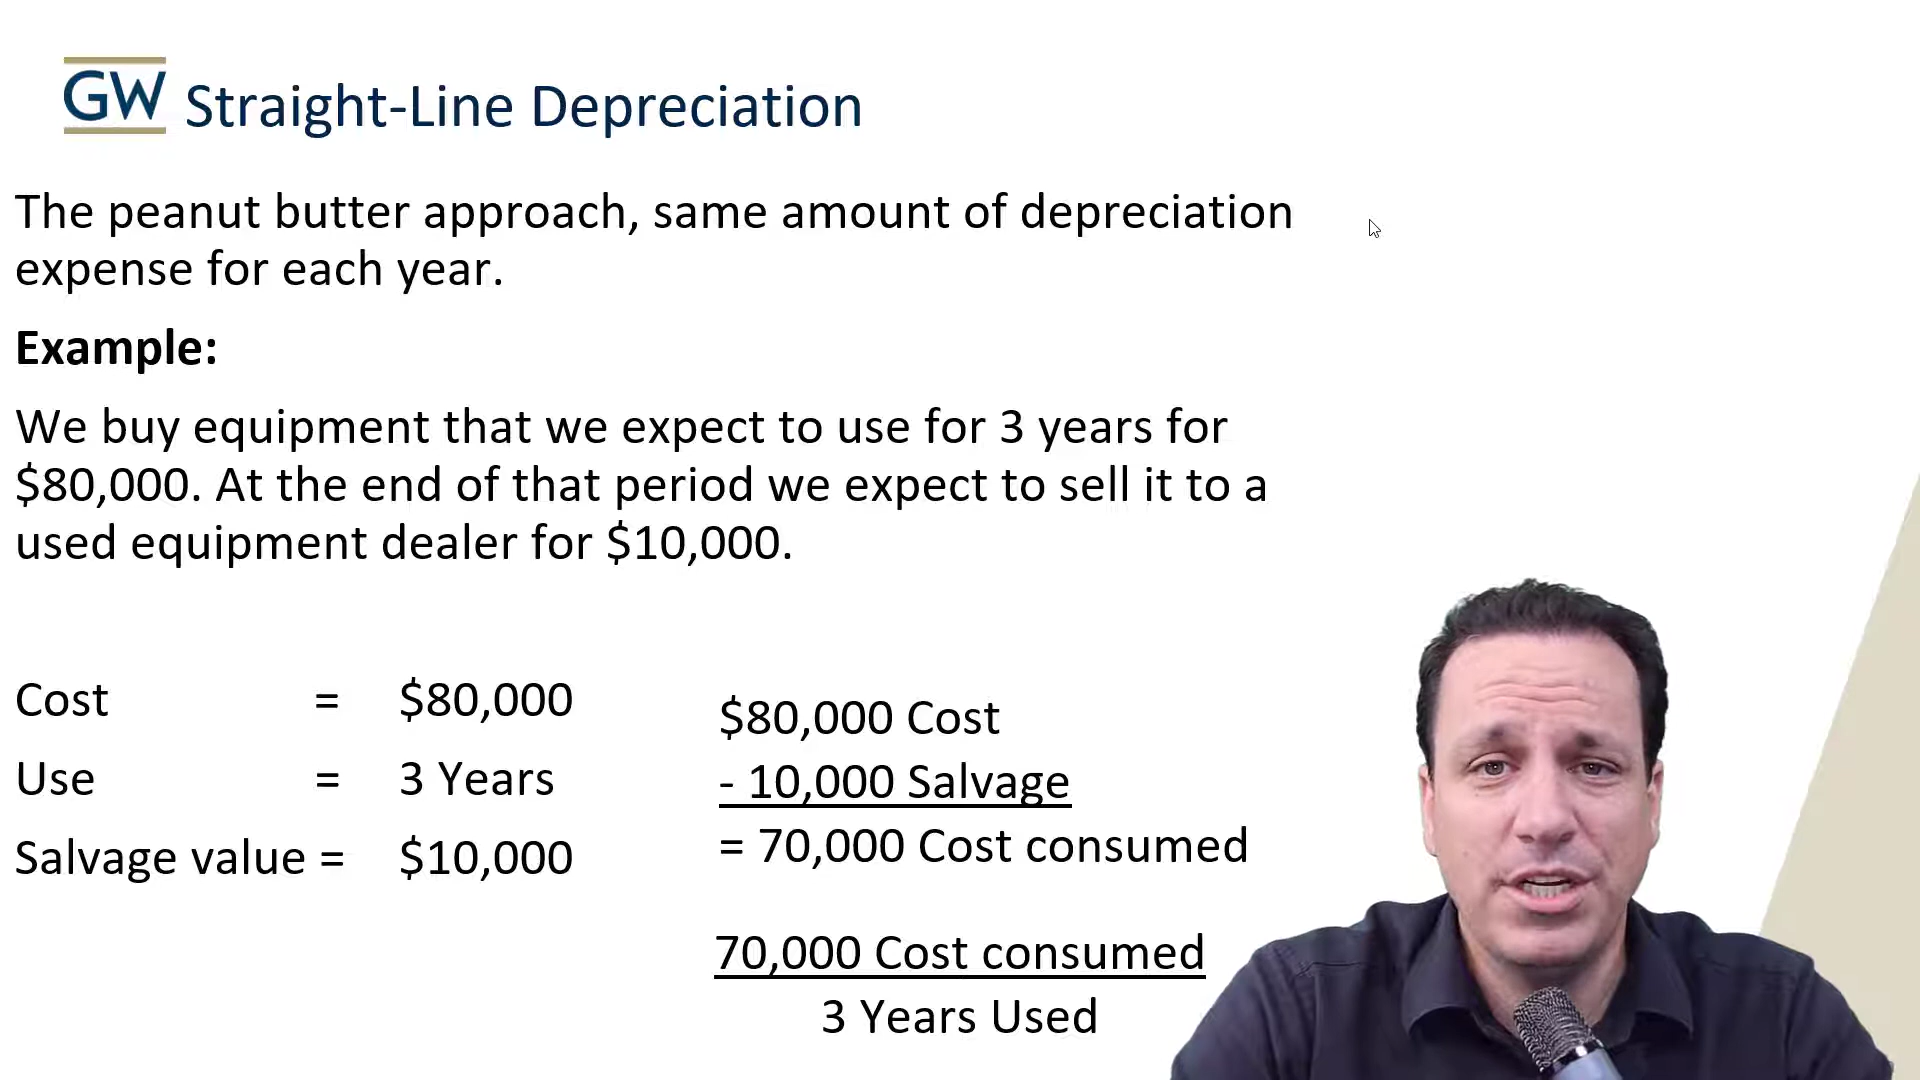 GW Straight-Line Depreciation
The peanut butter approach, same amount of depreciation
expense for each year.
Example:
We buy equipment that we expect to use for 3 years for
$80,000. At the end of that period we expect to sell it to a
used equipment dealer for $10,000.
Cost = $80,000
Use = 3 Years
Salvage value = $10,000
$80,000 Cost
- 10,000 Salvage
= 70,000 Cost consumed
70,000 Cost consumed
3 Years Used